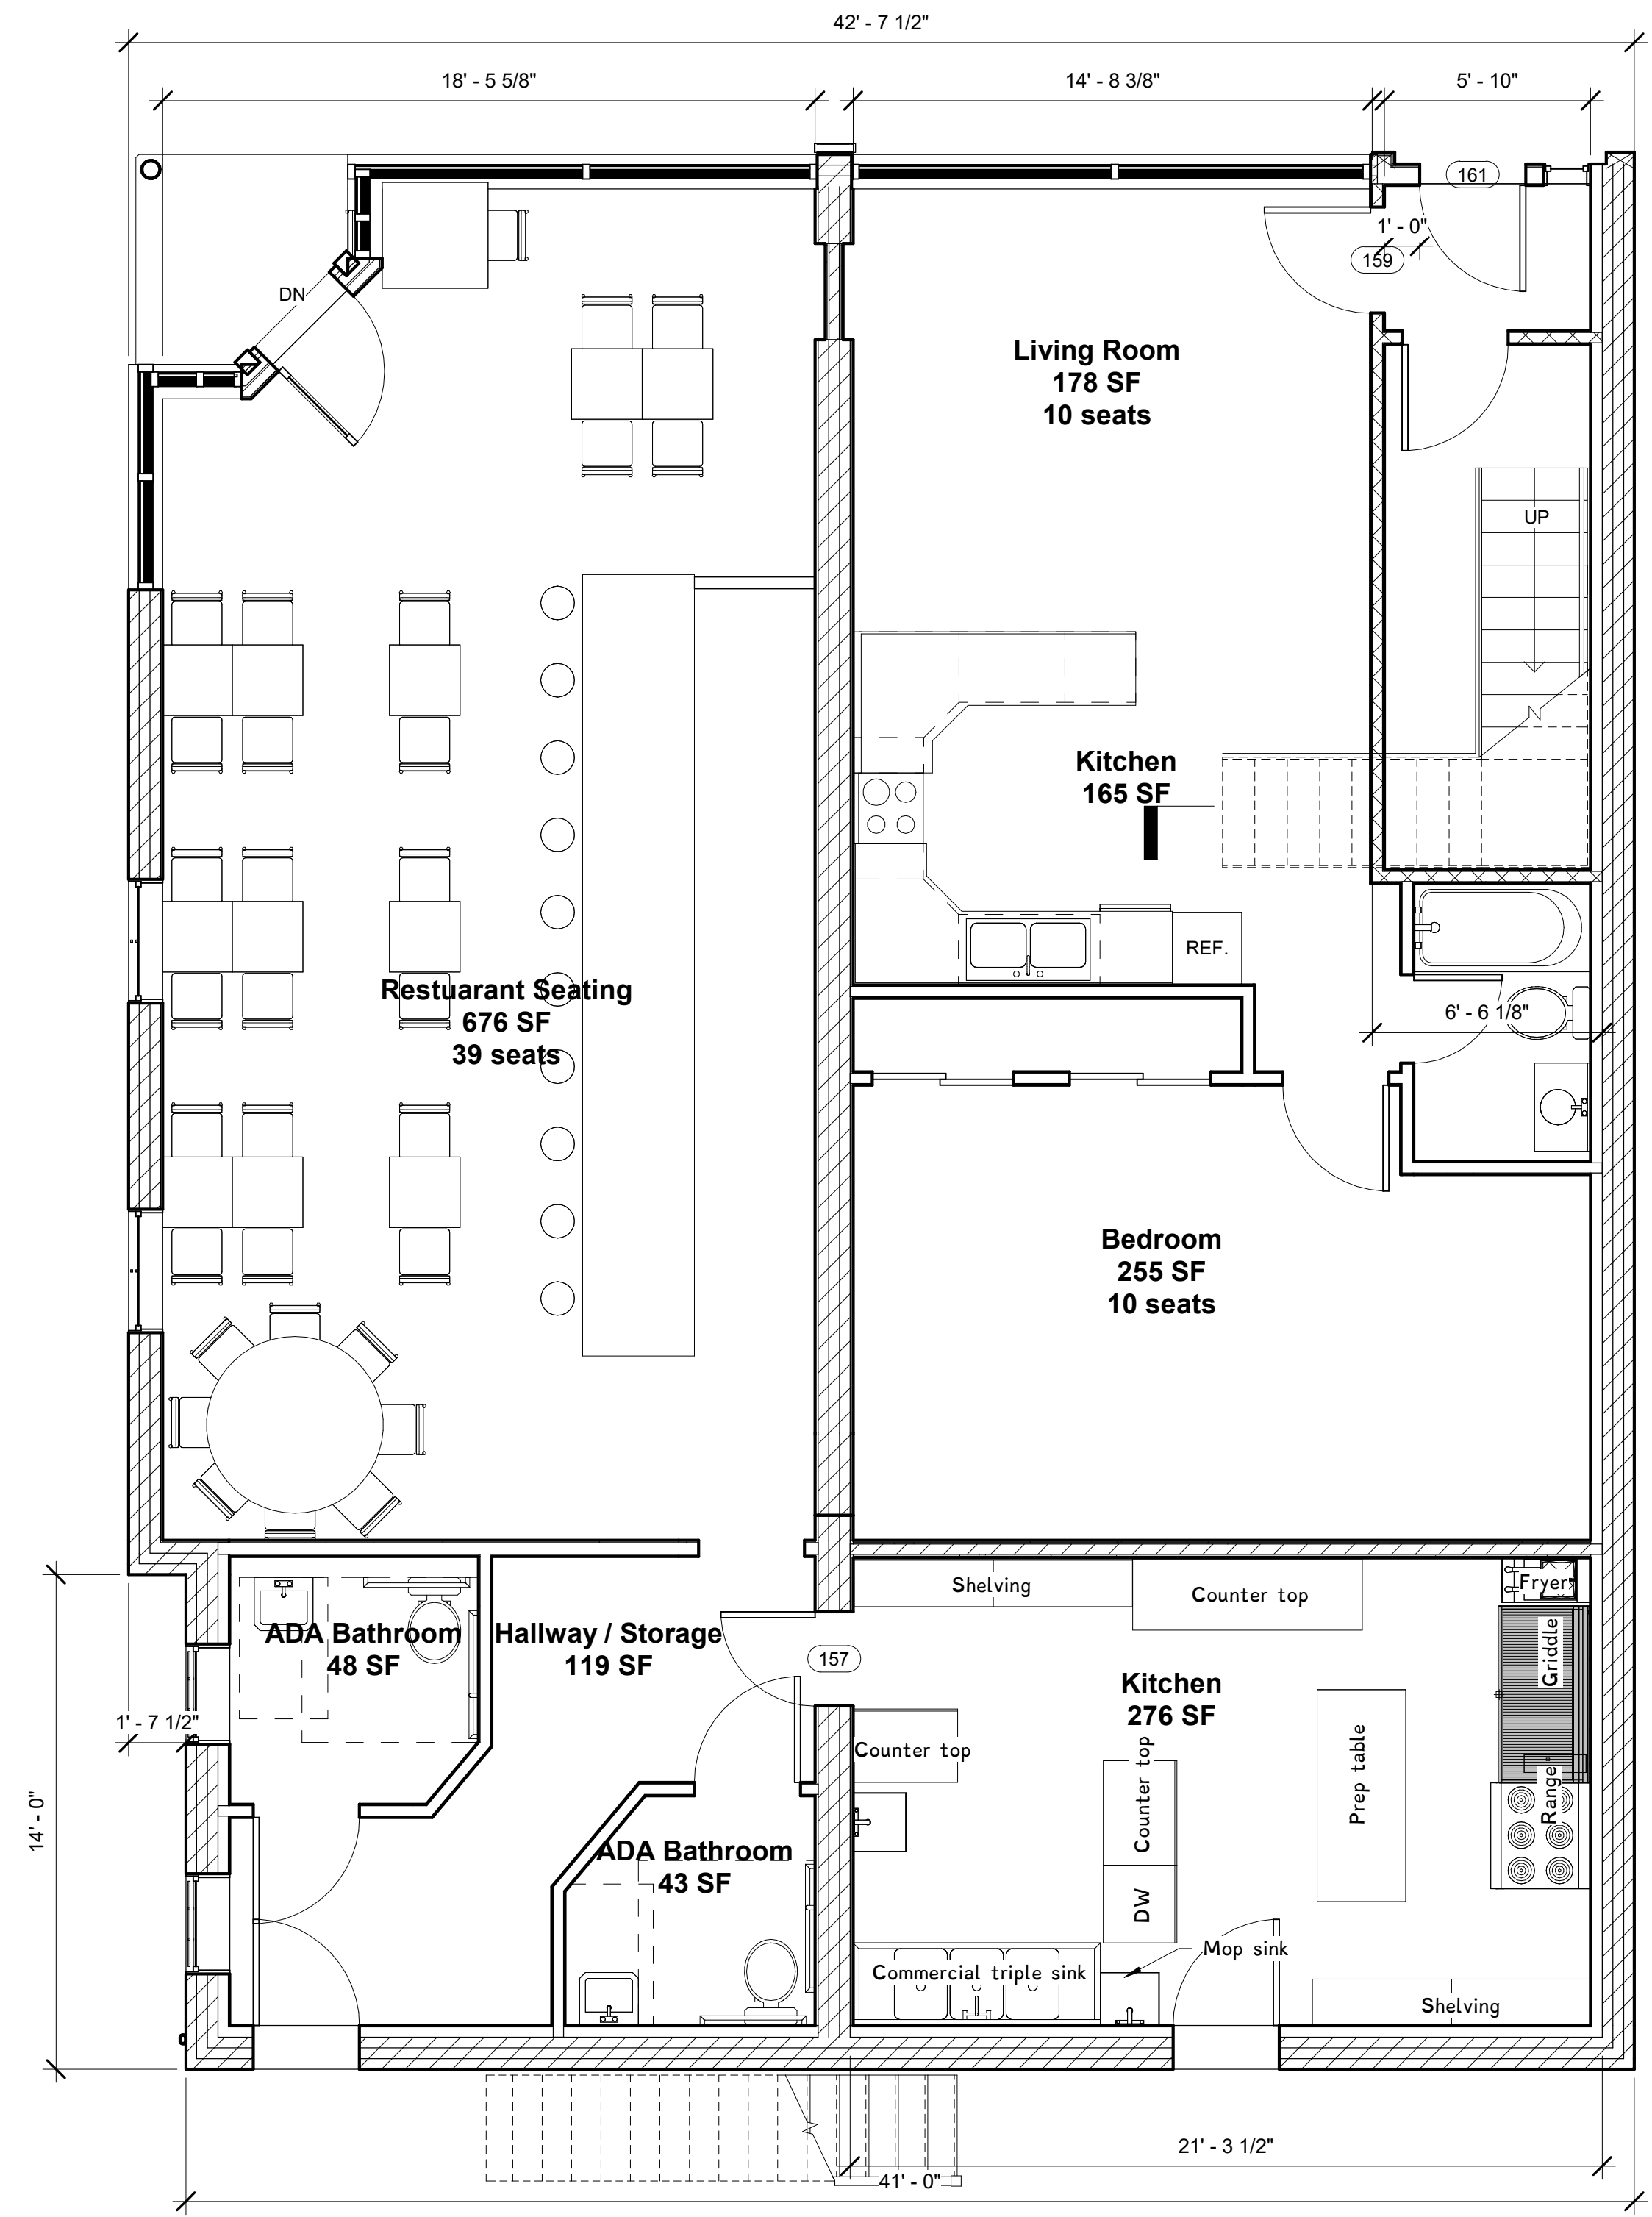 42' - 7 1/2"
18' - 5 5/8"
14' - 8 3/8"
5' - 10"
161
1' - 0"
159
DN
Living Room
178 SF
10 seats
UP
Kitchen
165 SF
REF.
Restuarant Seating
676 SF
39 seats
6' - 6 1/8"
Bedroom
255 SF
10 seats
Shelving
Counter top
Fryer
Griddle
ADA Bathroom
48 SF
Hallway / Storage
119 SF
157
Kitchen
276 SF
1' - 7 1/2"
Counter top
Counter top
Prep table
Range
14' - 0"
ADA Bathroom
43 SF
DW
Mop sink
Commercial triple sink
Shelving
21' - 3 1/2"
41' - 0"